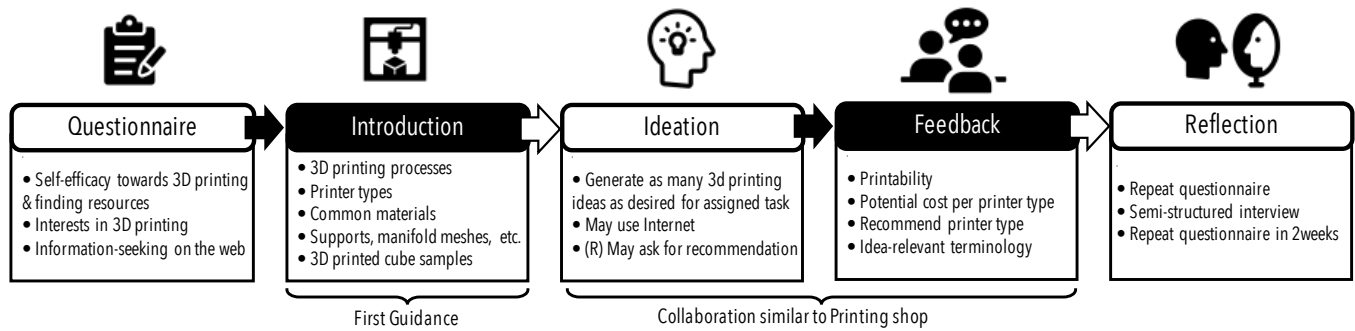 Questionnaire
• Self-efficacy towards 3D printing
& finding resources
• Interests in 3D printing
• Information-seeking on the web
Introduction
• 3D printing processes
• Printer types
• Common materials
• Supports, manifold meshes, etc.
• 3D printed cube samples
First Guidance
Ideation
• Generate as many 3d printing
ideas as desired for assigned task
• May use Internet
• (R) May ask for recommendation
Feedback
• Printability
• Potential cost per printer type
• Recommend printer type
• Idea-relevant terminology
Collaboration similar to Printing shop
Reflection
• Repeat questionnaire
• Semi-structured interview
• Repeat questionnaire in 2weeks